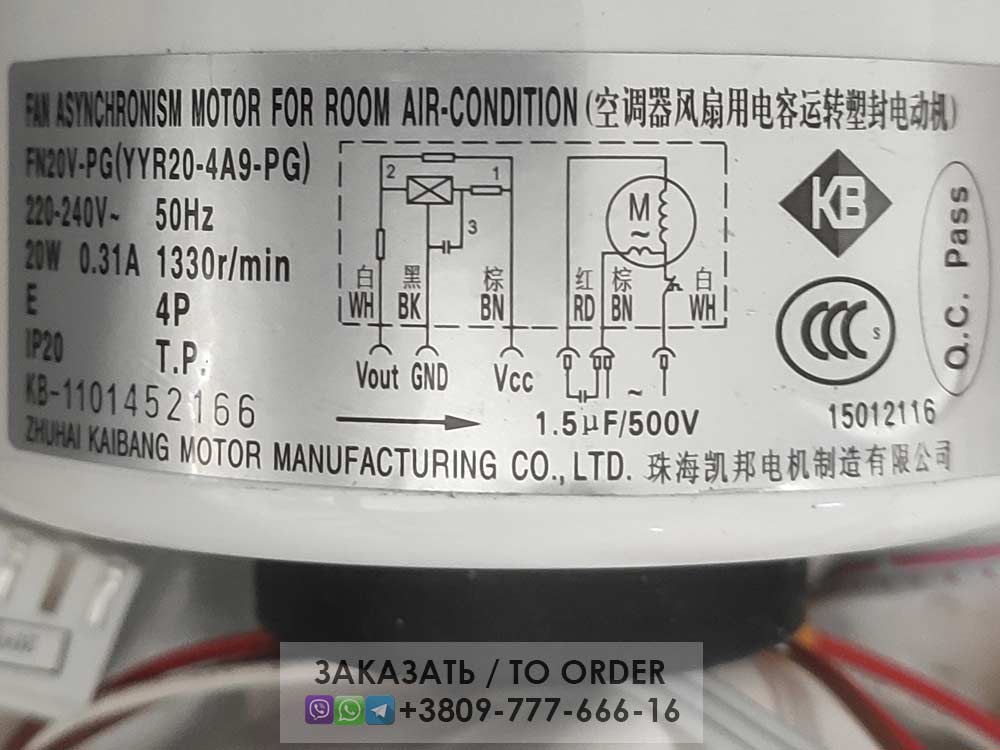 FAN ASYNCHRONISM MOTOR FOR ROOM AIR-CONDITION (空调器风扇用电容运转塑封电动机)
FN20V-PG(YYR20-4A9-PG)
220-240V~ 50Hz
20W 0.31A 1330r/min
E 4P
IP20 T.P.
KB-1101452166
2 1
3
白 黑 棕 红 棕 白
WH BK BN RD BN WH
M
~
Vout GND Vcc ~
1.5μF/500V
KB
CCC S
Q.C. Pass
15012116
ZHUHAI KAIBANG MOTOR MANUFACTURING CO.,LTD. 珠海凯邦电机制造有限公司
ЗАКАЗАТЬ / TO ORDER
+3809-777-666-16